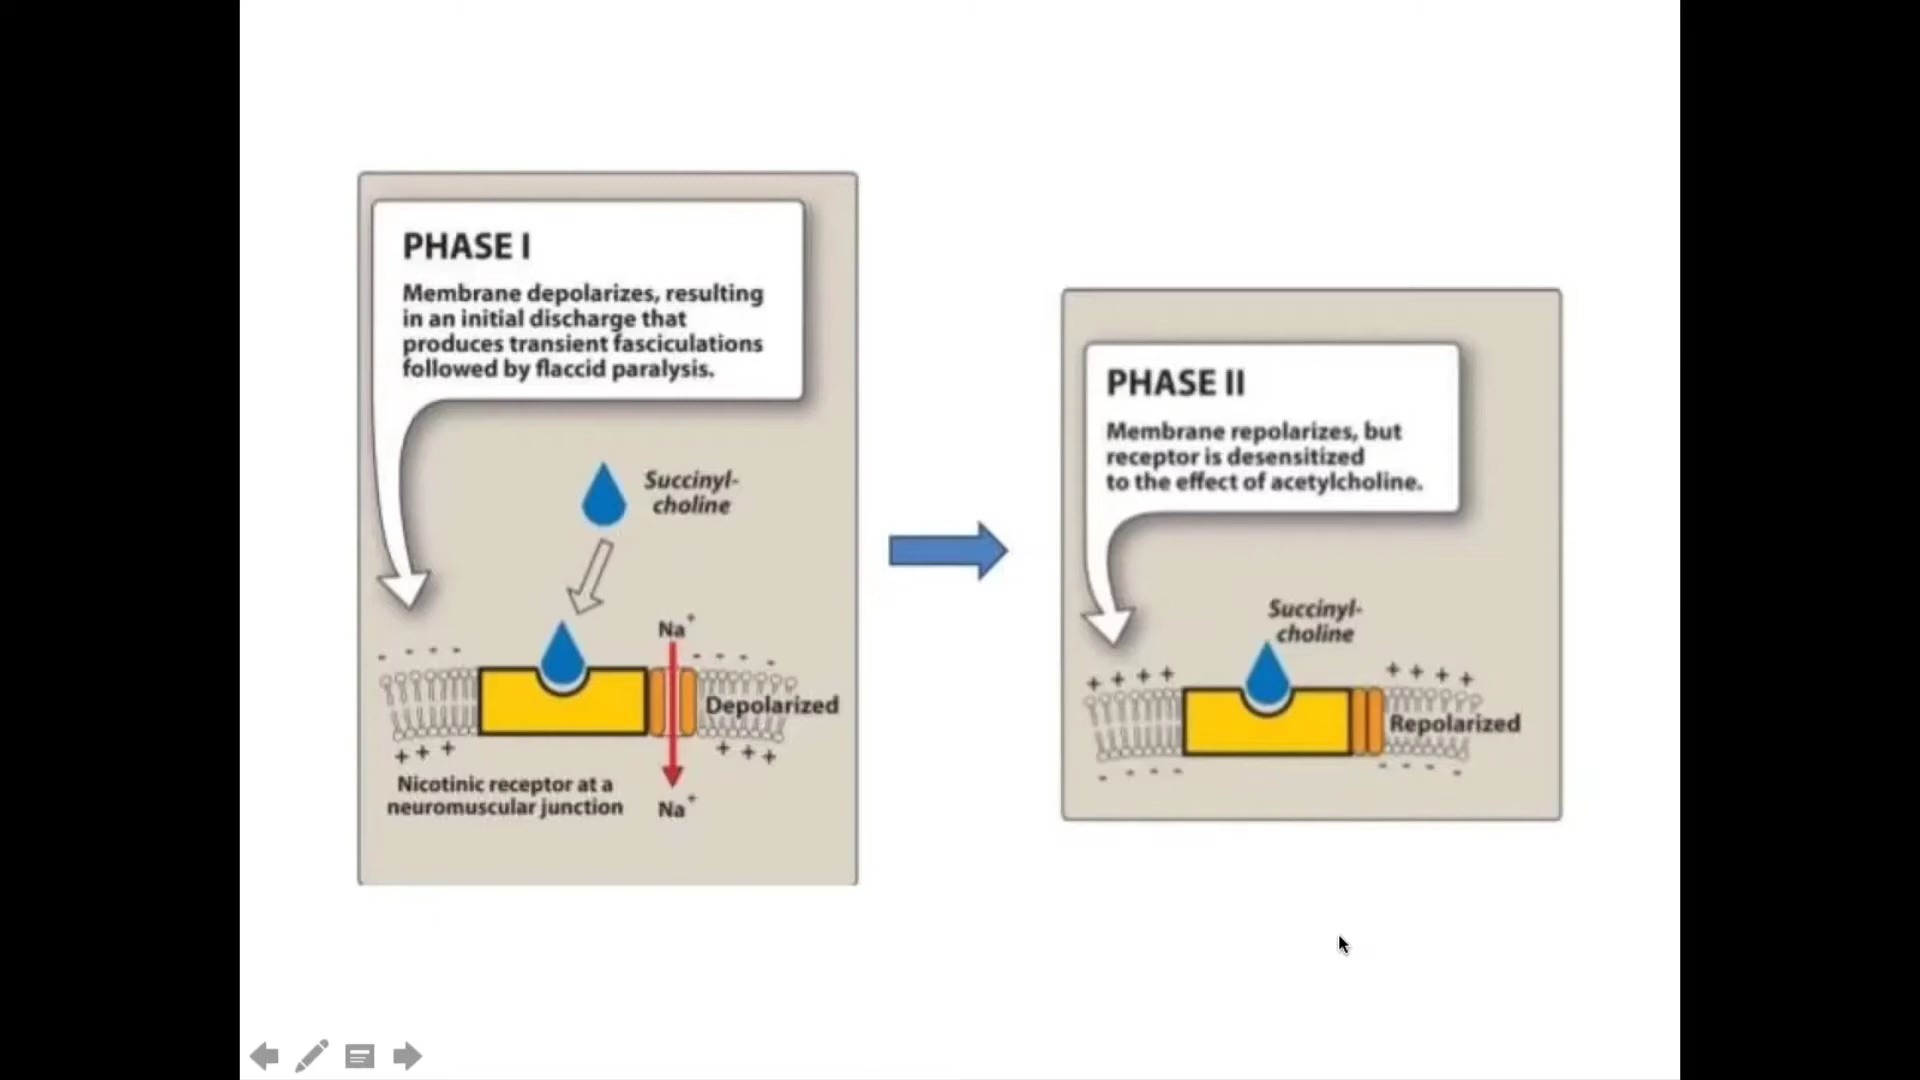 PHASE I
Membrane depolarizes, resulting
in an initial discharge that
produces transient fasciculations
followed by flaccid paralysis.
Succinyl-
choline
Na+
Depolarized
Nicotinic receptor at a
neuromuscular junction
Na+
PHASE II
Membrane repolarizes, but
receptor is desensitized
to the effect of acetylcholine.
Succinyl-
choline
Repolarized